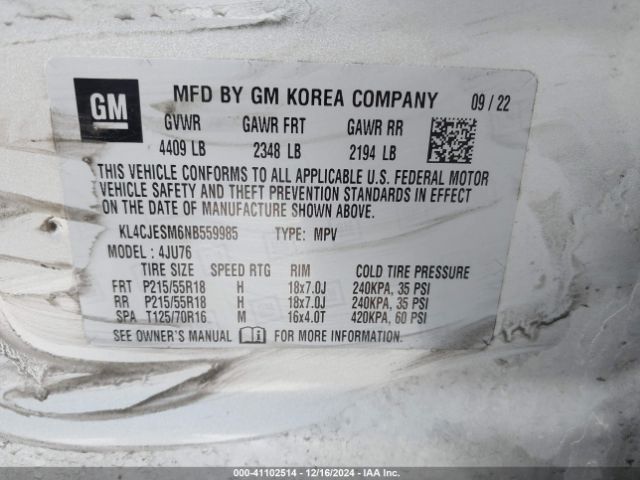 GM MFD BY GM KOREA COMPANY 09 / 22
GVWR GAWR FRT GAWR RR
4409 LB 2348 LB 2194 LB
THIS VEHICLE CONFORMS TO ALL APPLICABLE U.S. FEDERAL MOTOR
VEHICLE SAFETY AND THEFT PREVENTION STANDARDS IN EFFECT
ON THE DATE OF MANUFACTURE SHOWN ABOVE.
KL4CJESM6NB559985 TYPE: MPV
MODEL : 4JU76
TIRE SIZE SPEED RTG RIM COLD TIRE PRESSURE
FRT P215/55R18 H 18x7.0J 240KPA, 35 PSI
RR P215/55R18 H 18x7.0J 240KPA, 35 PSI
SPA T125/70R16 M 16x4.0T 420KPA, 60 PSI
SEE OWNER'S MANUAL FOR MORE INFORMATION.
000-41102514 - 12/16/2024 - IAA Inc.